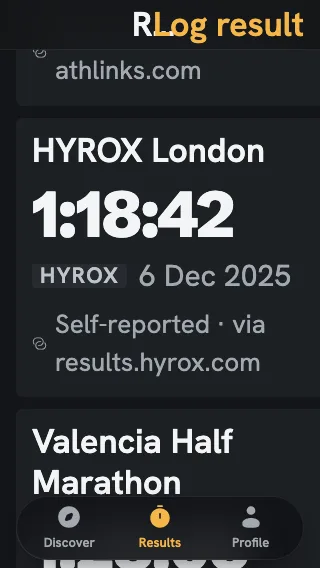 R...
Log result
athlinks.com
HYROX London
1:18:42
HYROX 6 Dec 2025
Self-reported · via
results.hyrox.com
Valencia Half
Marathon
Discover Results Profile